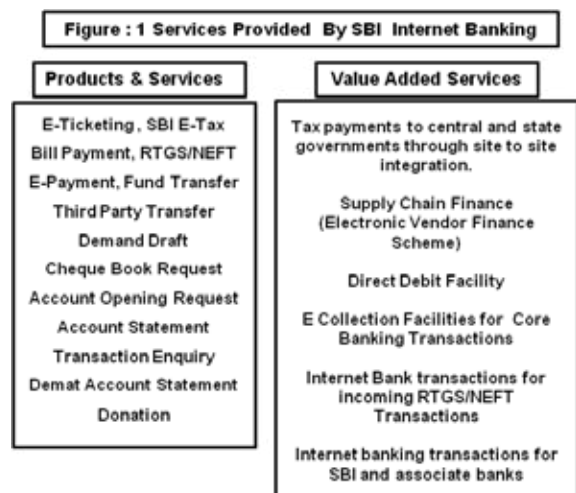 Figure : 1 Services Provided By SBI Internet Banking
Products & Services
E-Ticketing , SBI E-Tax
Bill Payment, RTGS/NEFT
E-Payment, Fund Transfer
Third Party Transfer
Demand Draft
Cheque Book Request
Account Opening Request
Account Statement
Transaction Enquiry
Demat Account Statement
Donation
Value Added Services
Tax payments to central and state
governments through site to site
integration.
Supply Chain Finance
(Electronic Vendor Finance
Scheme)
Direct Debit Facility
E Collection Facilities for Core
Banking Transactions
Internet Bank transactions for
incoming RTGS/NEFT
Transactions
Internet banking transactions for
SBI and associate banks